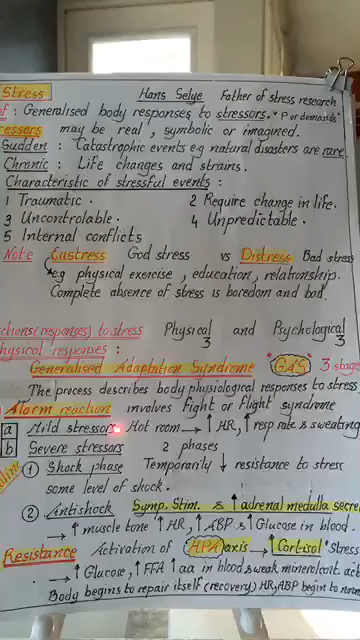 Stress Hans Selye Father of stress research
ef: Generalised body responses to stressors. "P or demands"
ressors may be real, symbolic or imagined.
Sudden: Catastrophic events e.g natural disasters are rare.
Chronic: Life changes and strains.
Characteristic of stressful events:
1 Traumatic. 2 Require change in life.
3 Uncontrolable. 4 Unpredictable.
5 Internal conflicts
Note Eustress God stress vs Distress Bad stress
e.g physical exercise, education, relationship.
Complete absence of stress is boredom and bad.
ctions(responses) to stress Physical 3 and Psychological 3
hysical responses:
Generalised Adaptation Syndrome "GAS" 3 stage
The process describes body physiological responses to stress
Alarm reaction involves fight or flight syndrome
a Mild stressor. Hot room → ↑ HR, ↑ resp rate & sweating
b Severe stressors 2 phases
① Shock phase Temporarily ↓ resistance to stress
some level of shock.
② Antishock Symp. Stim. & ↑ adrenal medulla secre
→ ↑ muscle tone ↑ HR, ↑ ABP & ↑ Glucose in blood.
Resistance Activation of HPA axis → ↑ Cortisol "stress
→ ↑ Glucose, ↑ FFA ↑ aa in blood & weak mineralcort. act
Body begins to repair itself (recovery) HR, ABP begin to norm